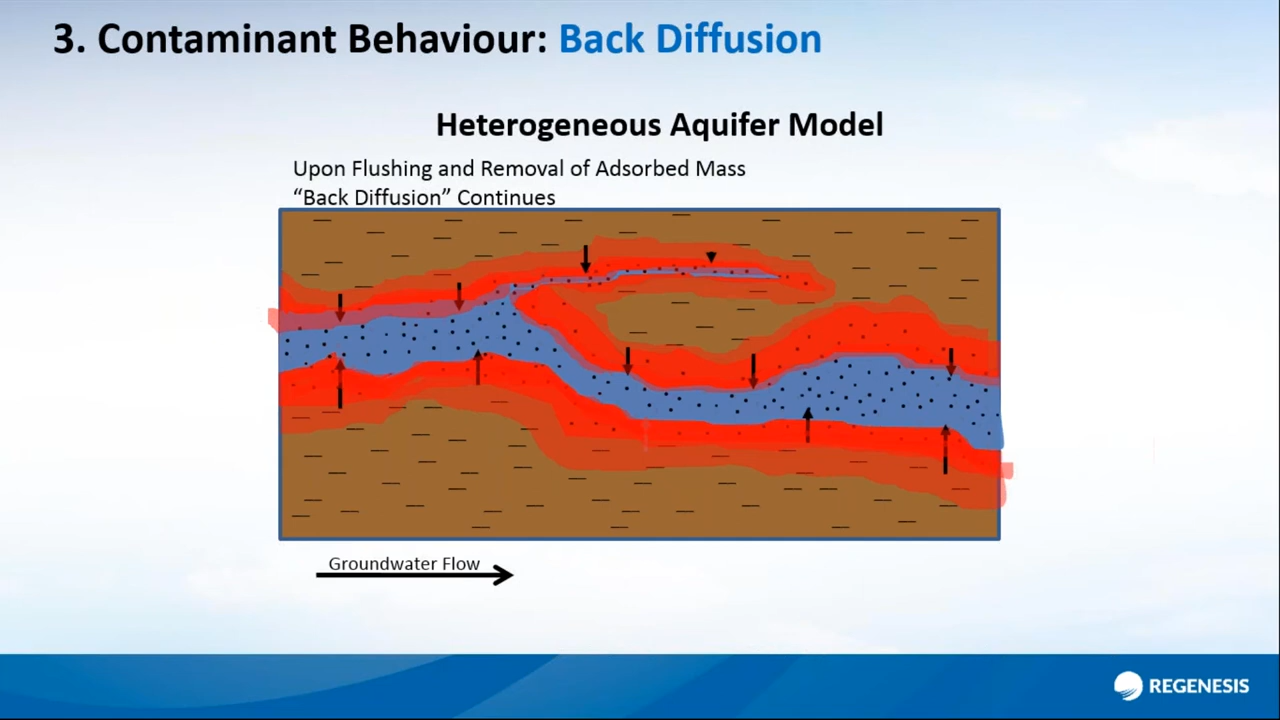 3. Contaminant Behaviour: Back Diffusion
Heterogeneous Aquifer Model
Upon Flushing and Removal of Adsorbed Mass
“Back Diffusion” Continues
Groundwater Flow
REGENESIS